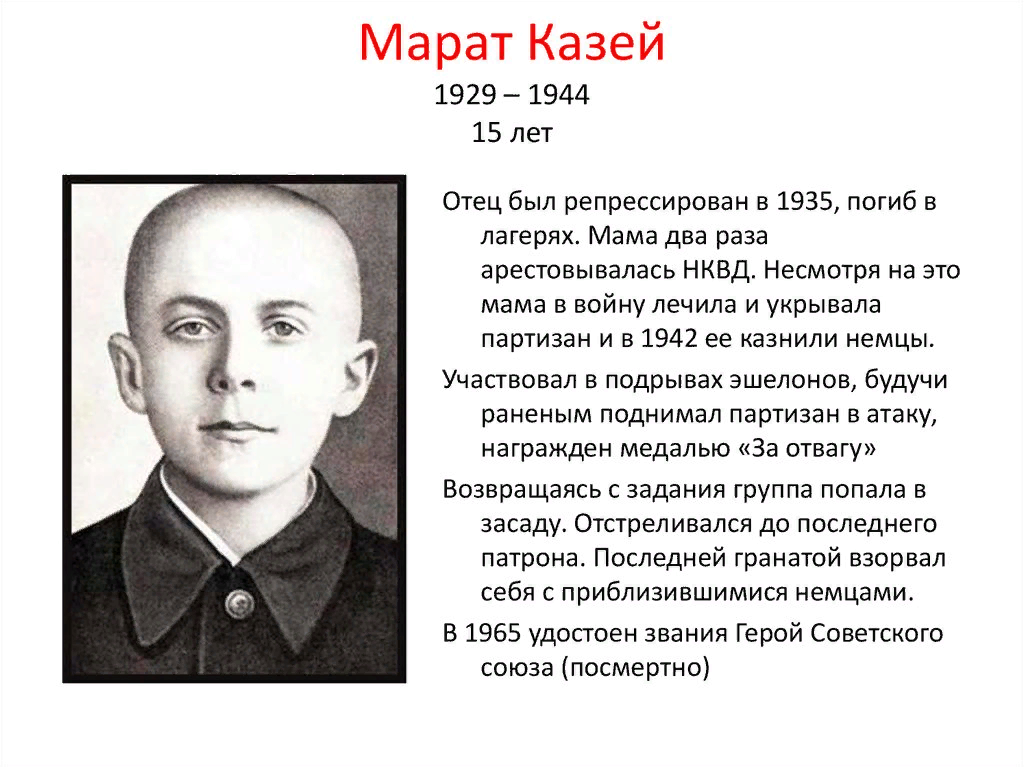 Марат Казей
1929 – 1944
15 лет
Отец был репрессирован в 1935, погиб в
лагерях. Мама два раза
арестовывалась НКВД. Несмотря на это
мама в войну лечила и укрывала
партизан и в 1942 ее казнили немцы.
Участвовал в подрывах эшелонов, будучи
раненым поднимал партизан в атаку,
награжден медалью «За отвагу»
Возвращаясь с задания группа попала в
засаду. Отстреливался до последнего
патрона. Последней гранатой взорвал
себя с приблизившимися немцами.
В 1965 удостоен звания Герой Советского
союза (посмертно)